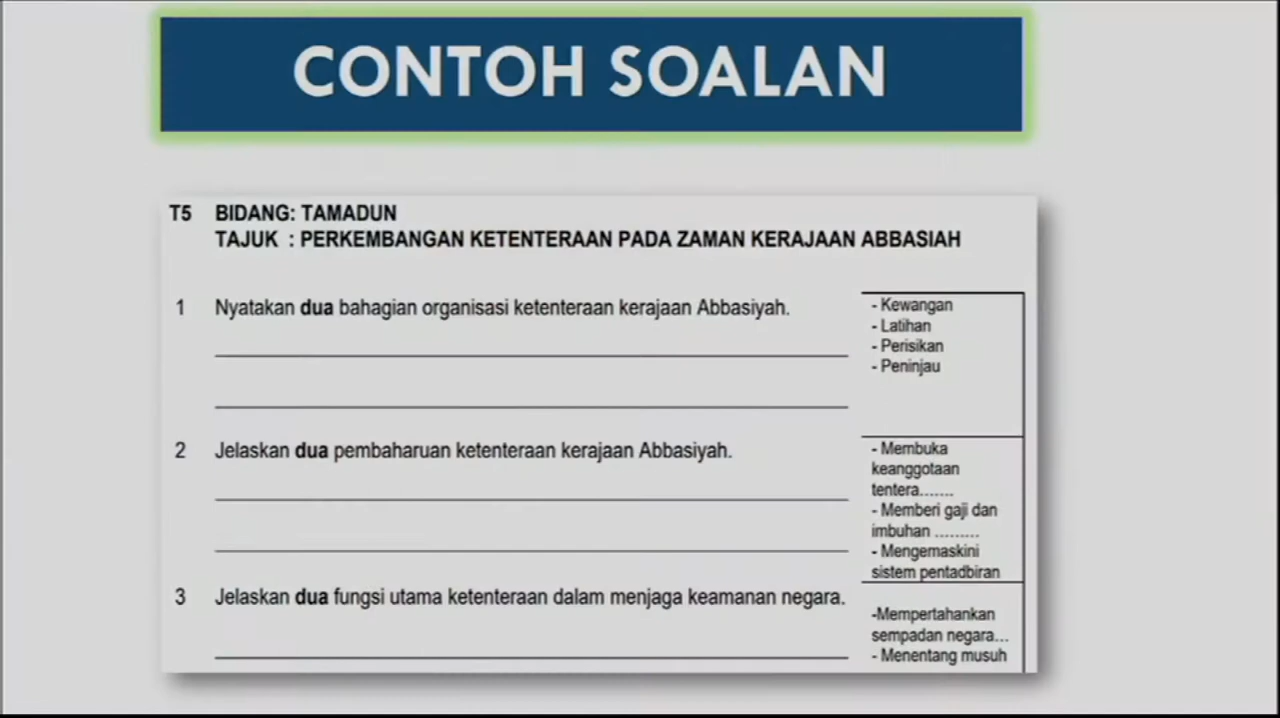 CONTOH SOALAN
T5 BIDANG: TAMADUN
TAJUK : PERKEMBANGAN KETENTERAAN PADA ZAMAN KERAJAAN ABBASIAH
1 Nyatakan dua bahagian organisasi ketenteraan kerajaan Abbasiyah.
- Kewangan
- Latihan
- Perisikan
- Peninjau
2 Jelaskan dua pembaharuan ketenteraan kerajaan Abbasiyah.
- Membuka
keanggotaan
tentera.......
- Memberi gaji dan
imbuhan .........
- Mengemaskini
sistem pentadbiran
3 Jelaskan dua fungsi utama ketenteraan dalam menjaga keamanan negara.
-Mempertahankan
sempadan negara...
- Menentang musuh